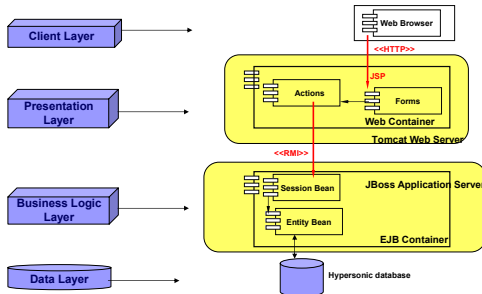 Client Layer
Web Browser
<<HTTP>>
JSP
Actions
Forms
Presentation
Layer
Web Container
Tomcat Web Server
<<RMI>>
Session Bean
JBoss Application Server
Business Logic
Layer
Entity Bean
EJB Container
Data Layer
Hypersonic database